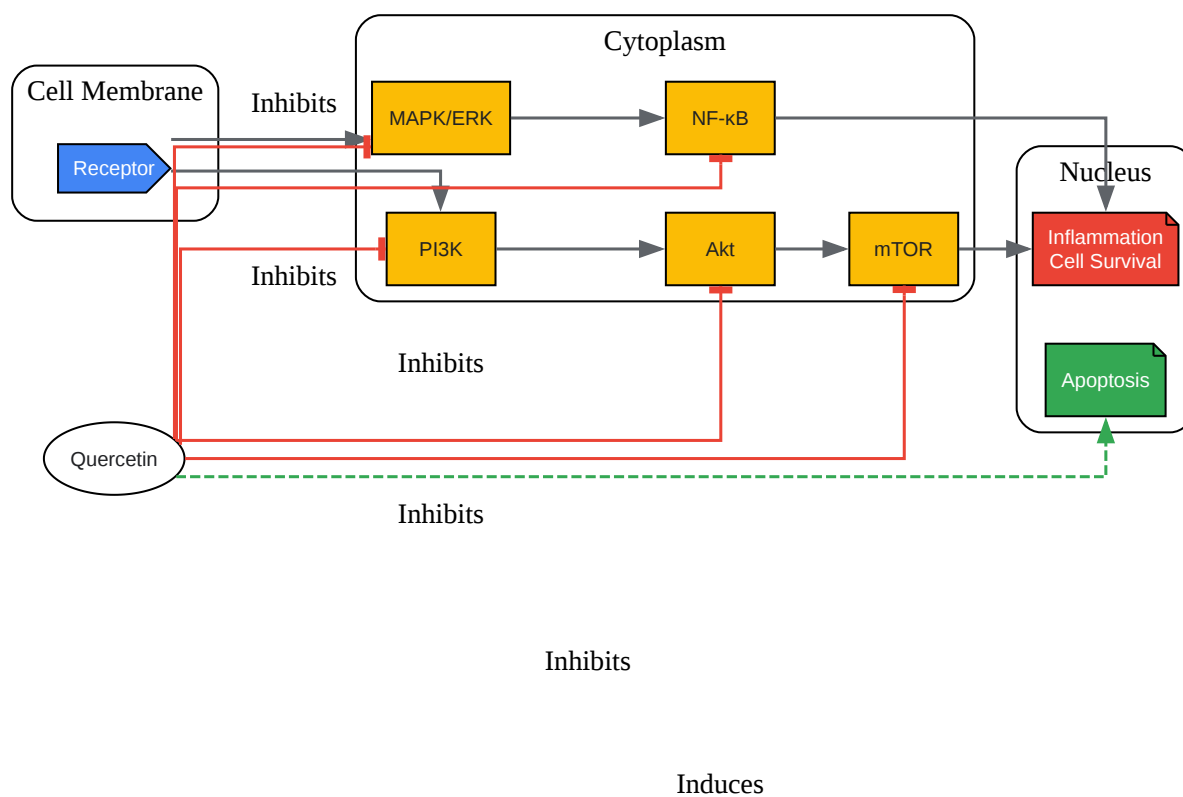 Cytoplasm
Cell Membrane
Inhibits
MAPK/ERK
NF-κB
Receptor
Nucleus
PI3K
Akt
mTOR
Inflammation
Cell Survival
Inhibits
Inhibits
Apoptosis
Quercetin
Inhibits
Inhibits
Induces